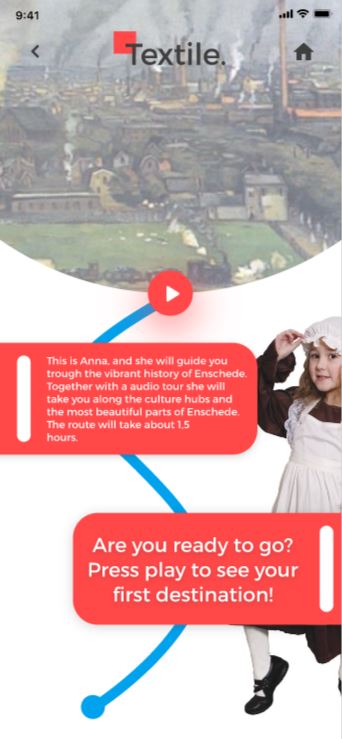 9:41
Textile.
This is Anna, and she will guide you
trough the vibrant history of Enschede.
Together with a audio tour she will
take you along the culture hubs and
the most beautiful parts of Enschede.
The route will take about 1,5
hours.
Are you ready to go?
Press play to see your
first destination!